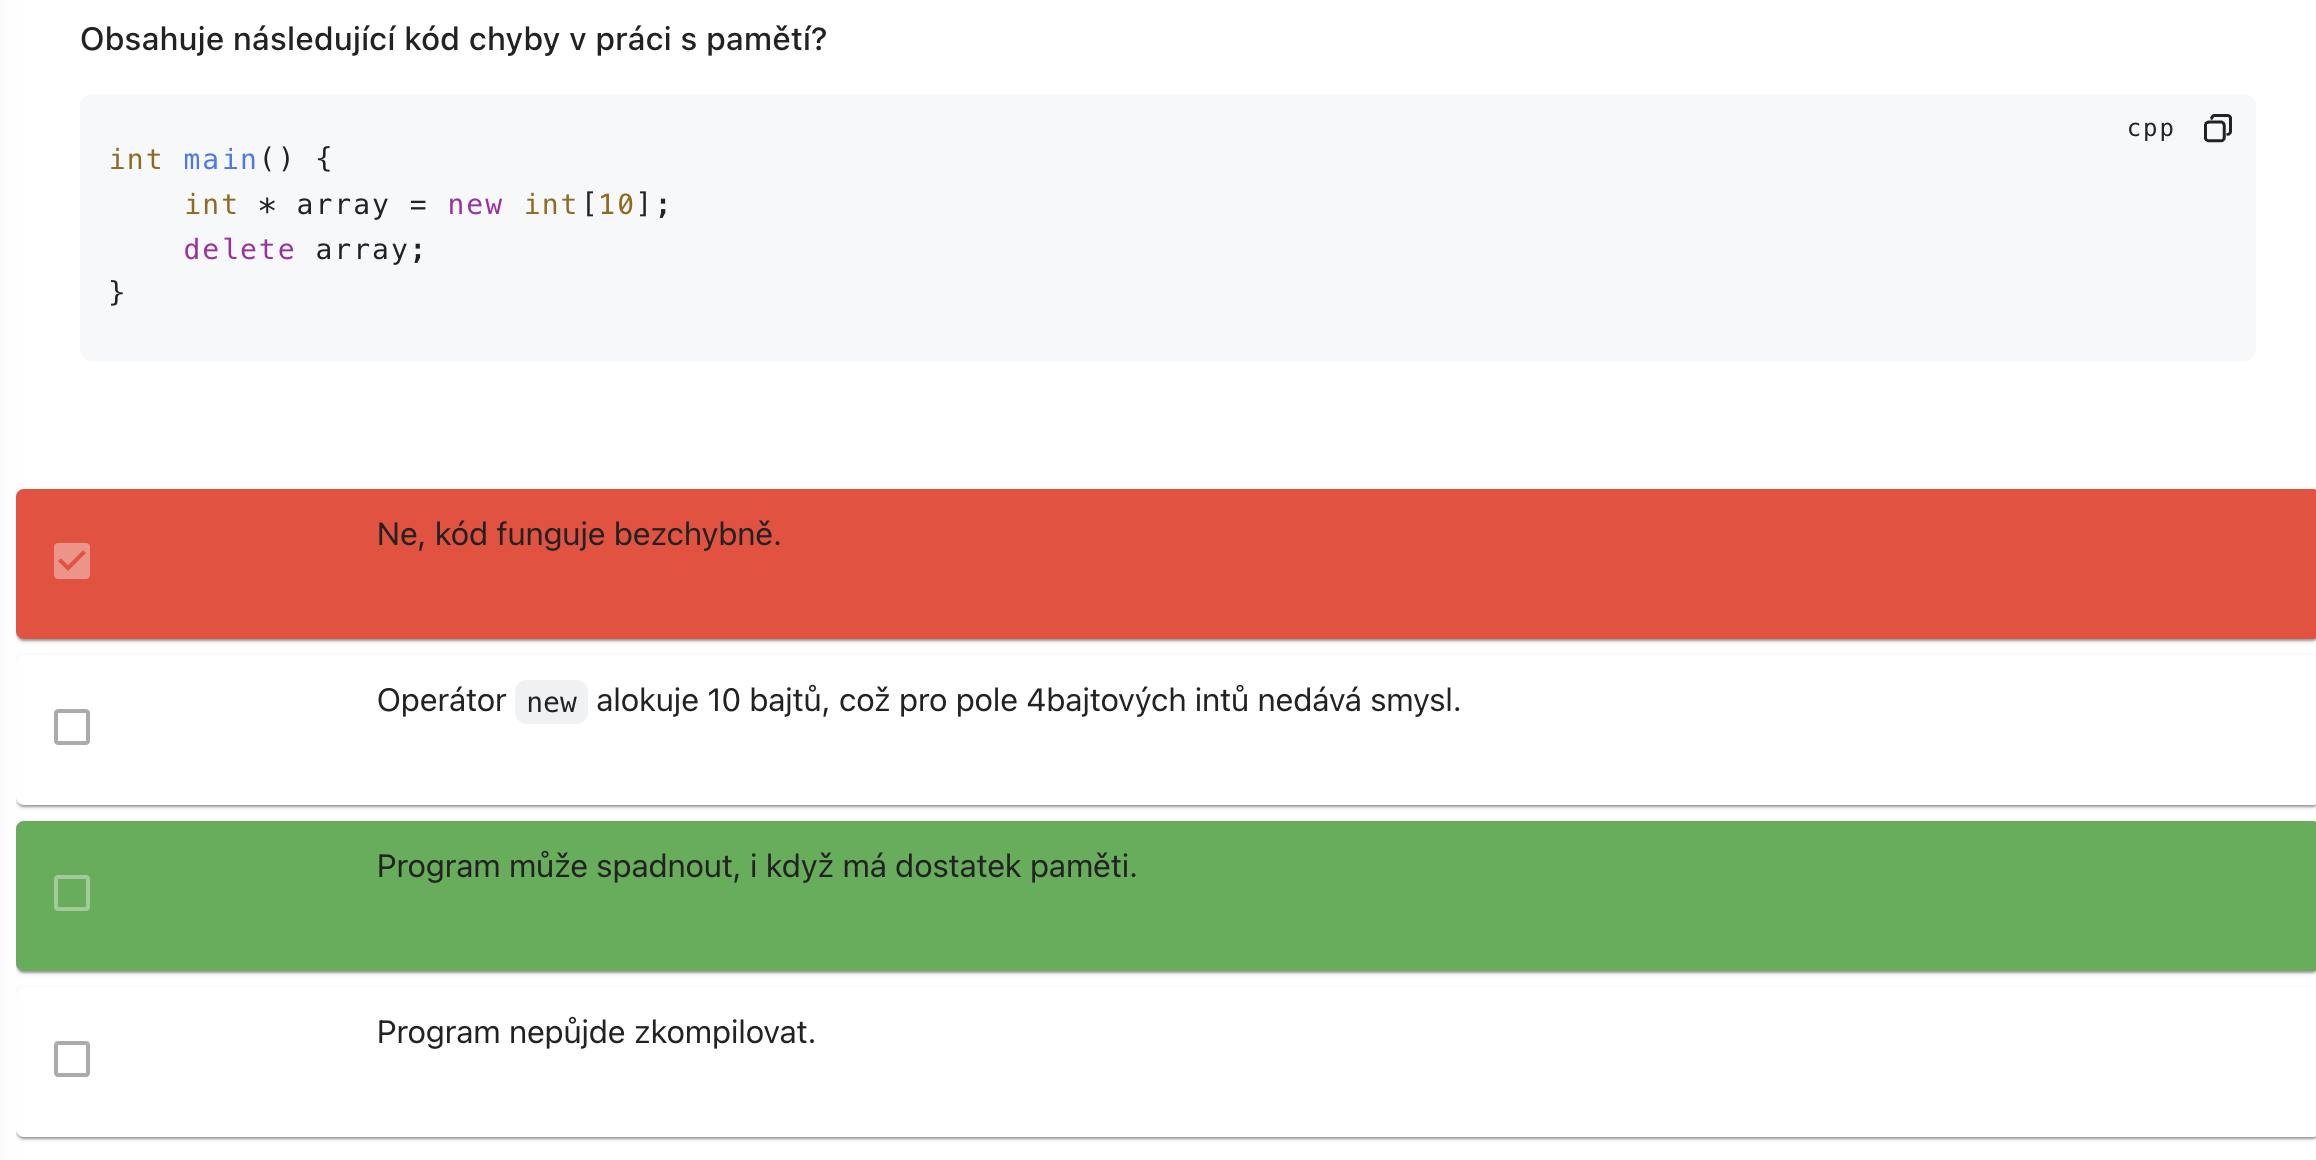 Obsahuje následující kód chyby v práci s pamětí?
cpp
int main() {
    int * array = new int[10];
    delete array;
}
Ne, kód funguje bezchybně.
Operátor new alokuje 10 bajtů, což pro pole 4bajtových intů nedává smysl.
Program může spadnout, i když má dostatek paměti.
Program nepůjde zkompilovat.